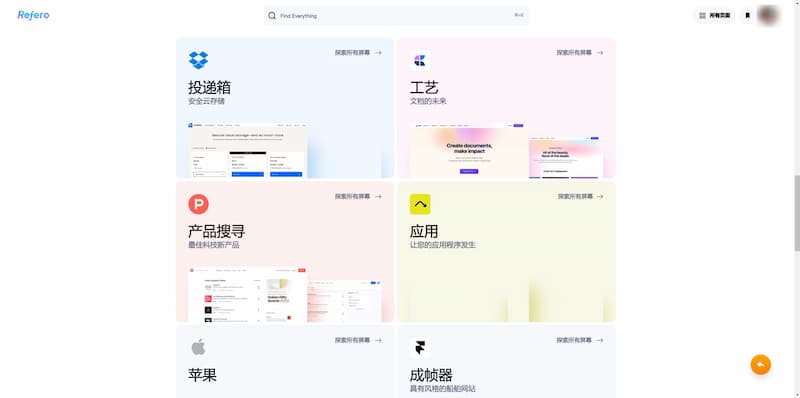 Refero
Find Everything
⌘+E
所有页面
探索所有屏幕
投递箱
安全云存储
探索所有屏幕
工艺
文档的未来
Create documents,
make impact
探索所有屏幕
产品搜寻
最佳科技新产品
探索所有屏幕
应用
让您的应用程序发生
探索所有屏幕
苹果
探索所有屏幕
成帧器
具有风格的船舶网站